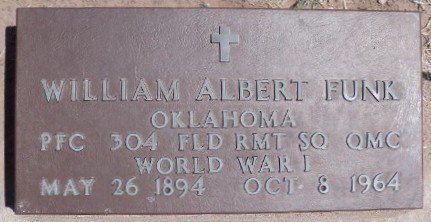 WILLIAM ALBERT FUNK
OKLAHOMA
PFC 304 FLD RMT SQ QMC
WORLD WAR I
MAY 26 1894 OCT 8 1964